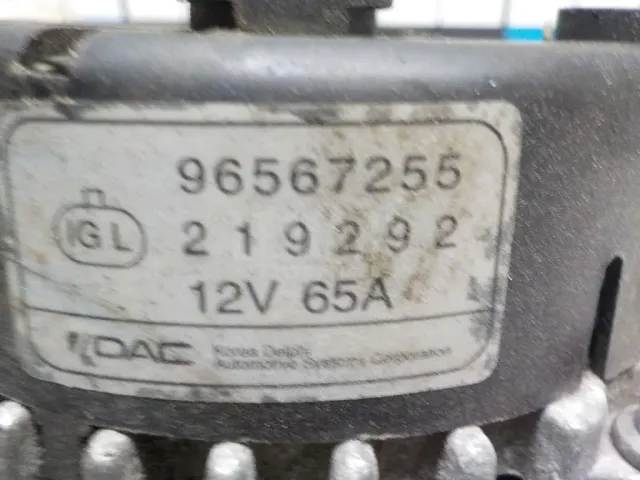 96567255
IGL
219292
12V 65A
KDAC Korea Delphi
Automotive Systems Corporation